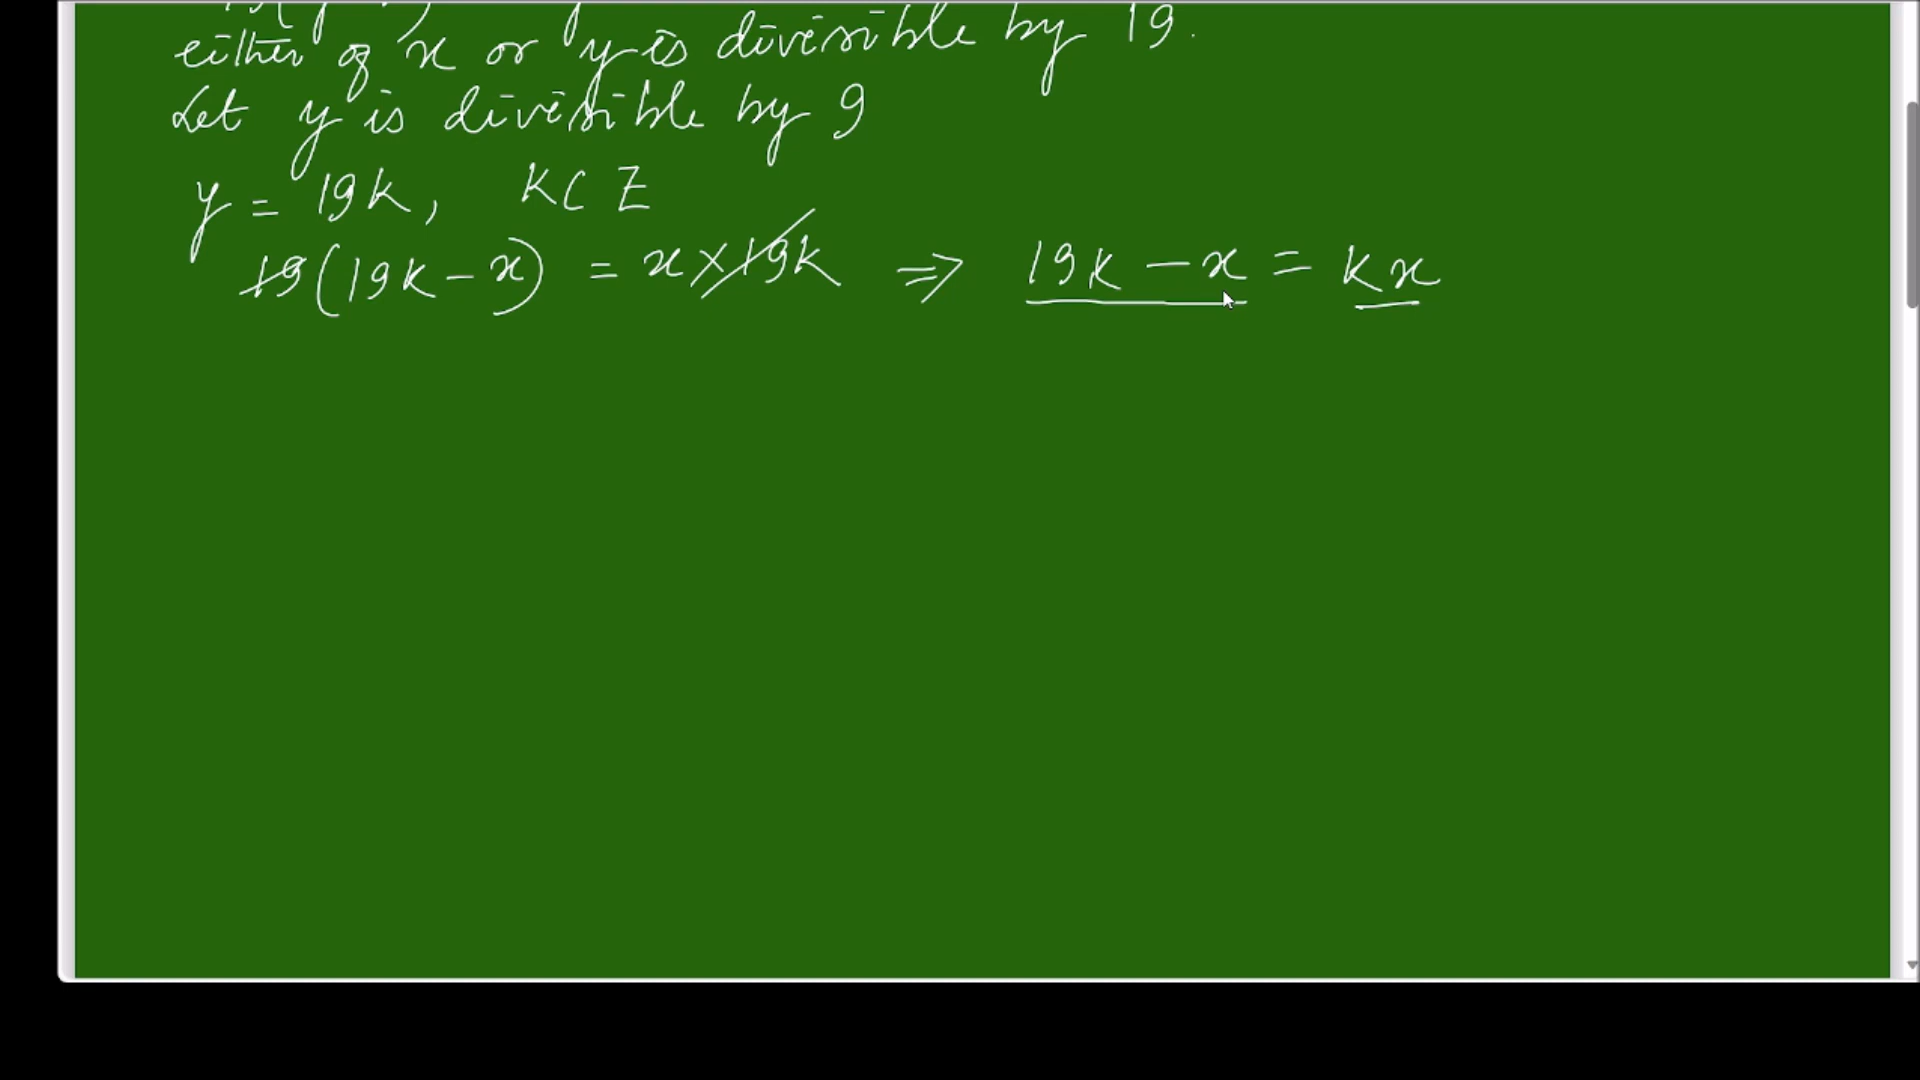 either of x or y is divisible by 19.
Let y is divisible by 9
y = 19k, k ⊂ Z
19(19k - x) = x × 19k ⇒ 19k - x = kx